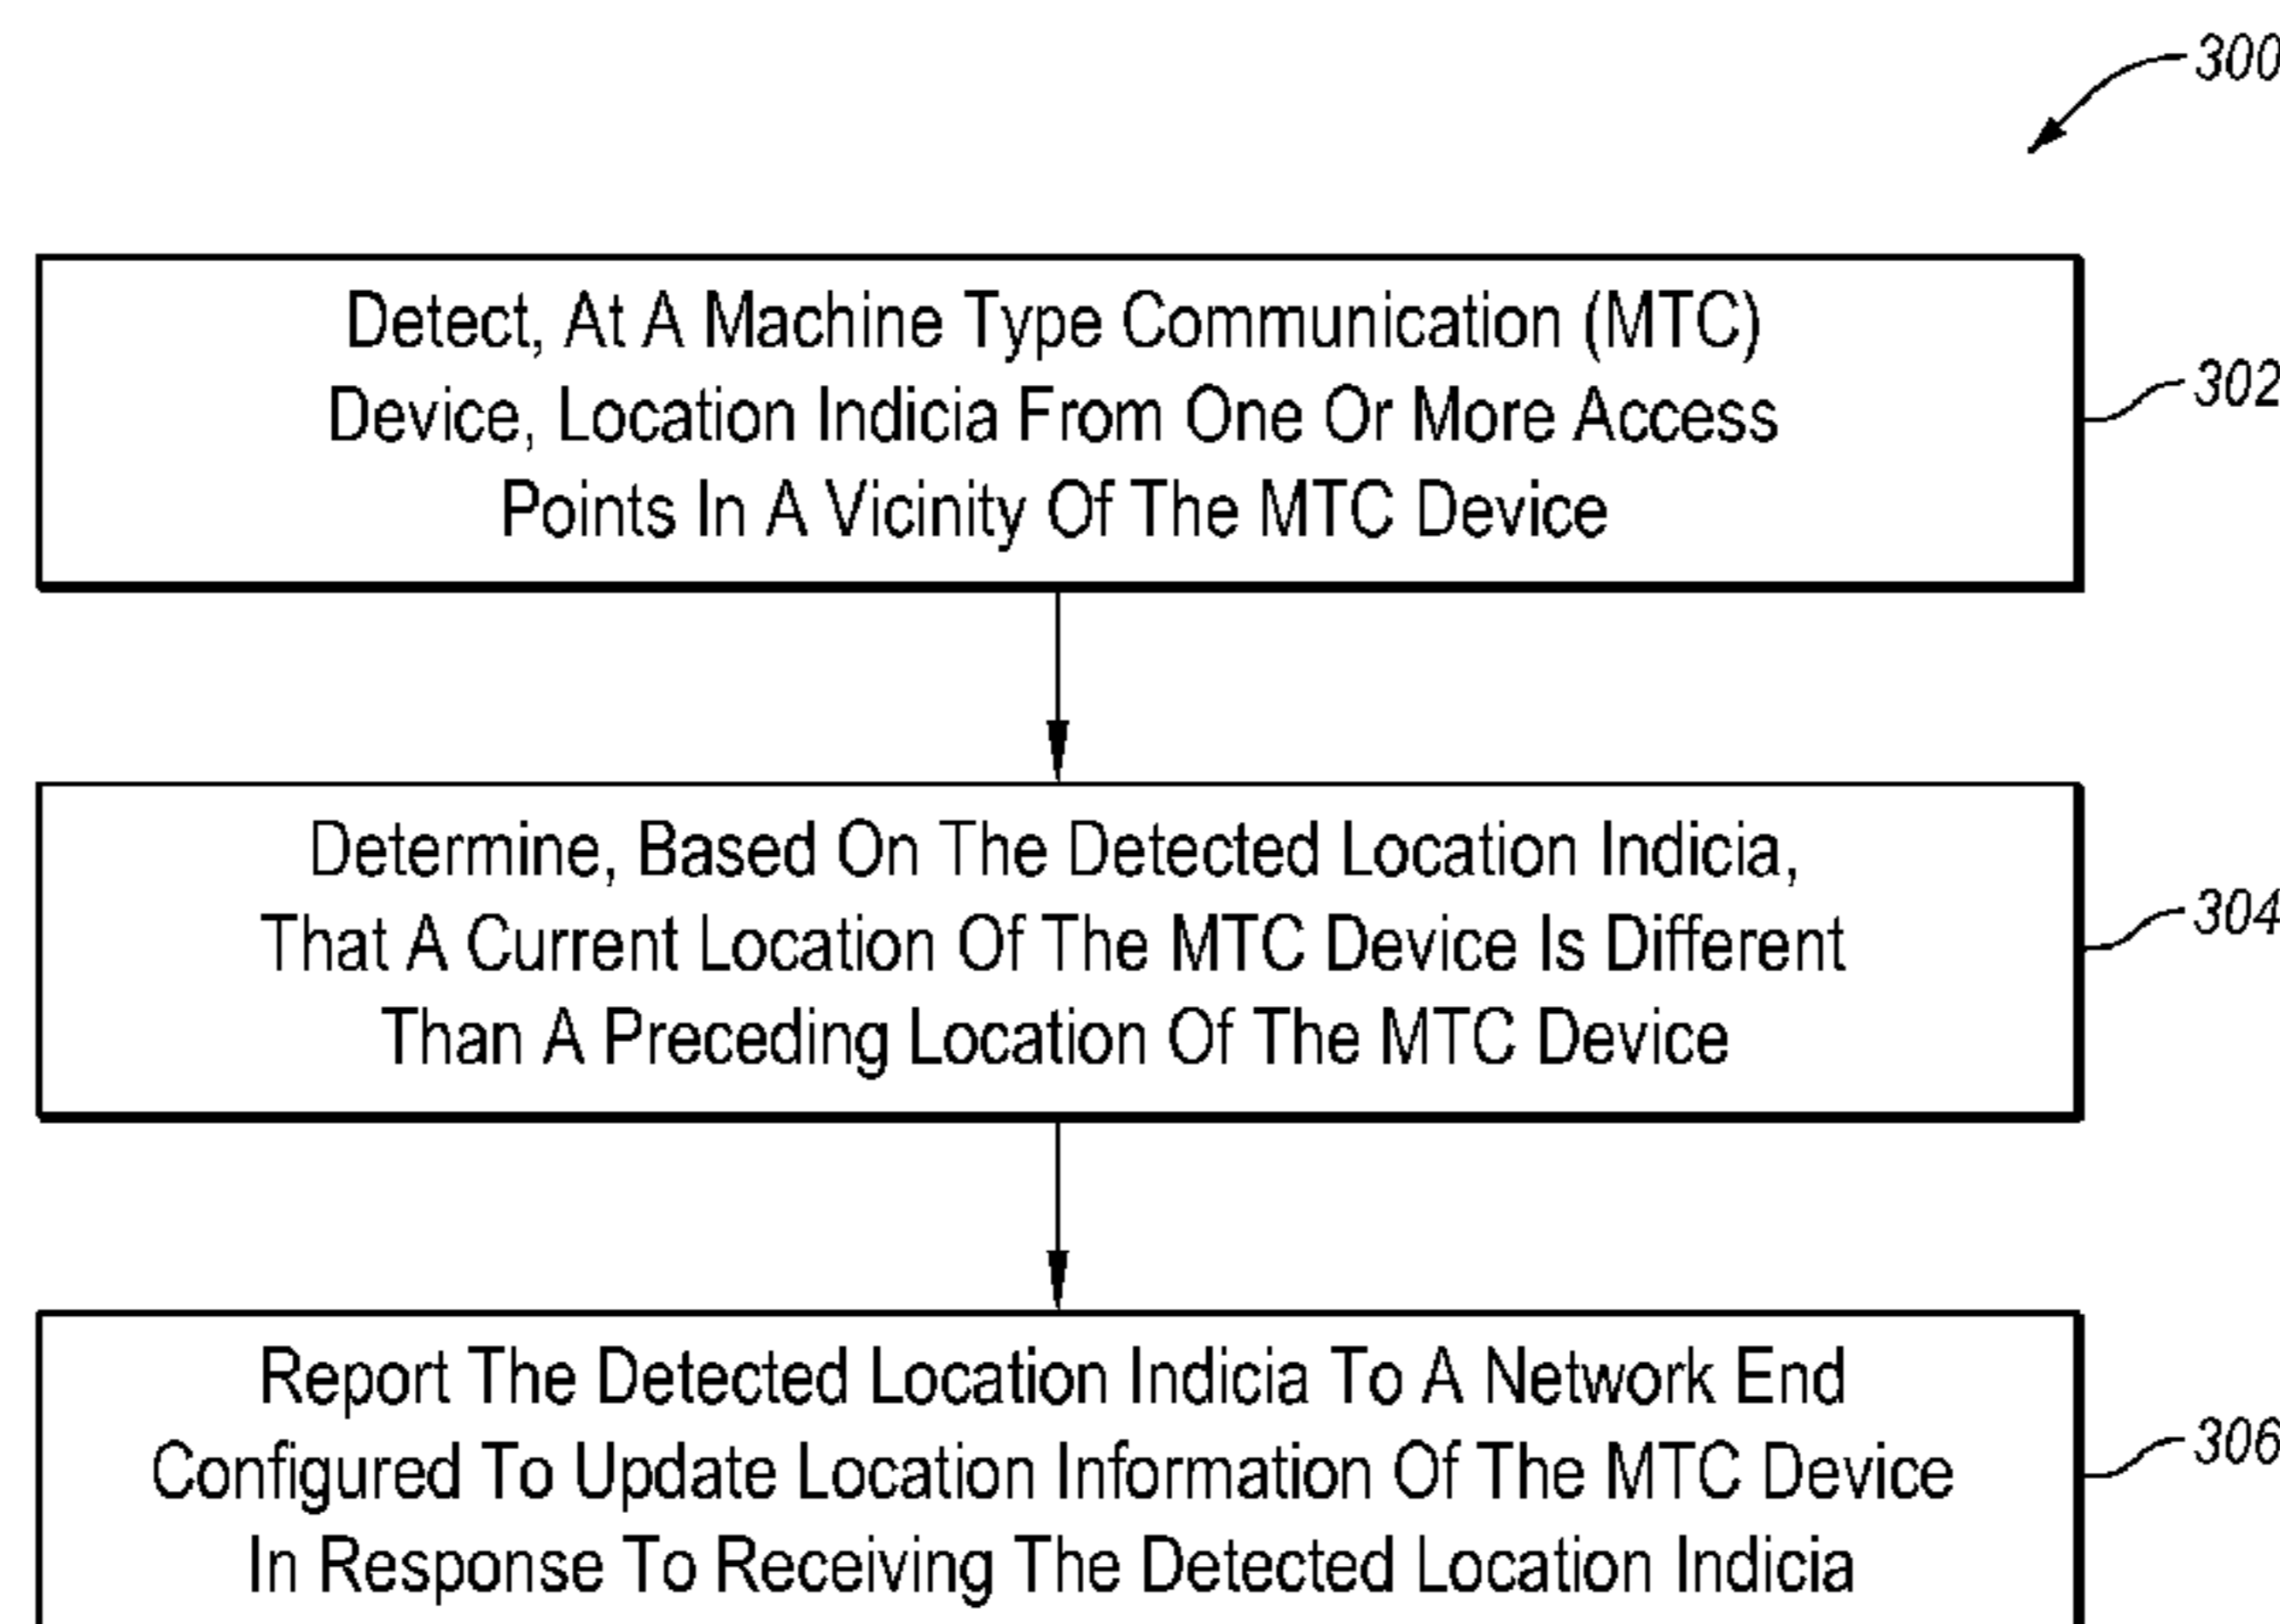 300
Detect, At A Machine Type Communication (MTC)
Device, Location Indicia From One Or More Access
Points In A Vicinity Of The MTC Device
302
Determine, Based On The Detected Location Indicia,
That A Current Location Of The MTC Device Is Different
Than A Preceding Location Of The MTC Device
304
Report The Detected Location Indicia To A Network End
Configured To Update Location Information Of The MTC Device
In Response To Receiving The Detected Location Indicia
306